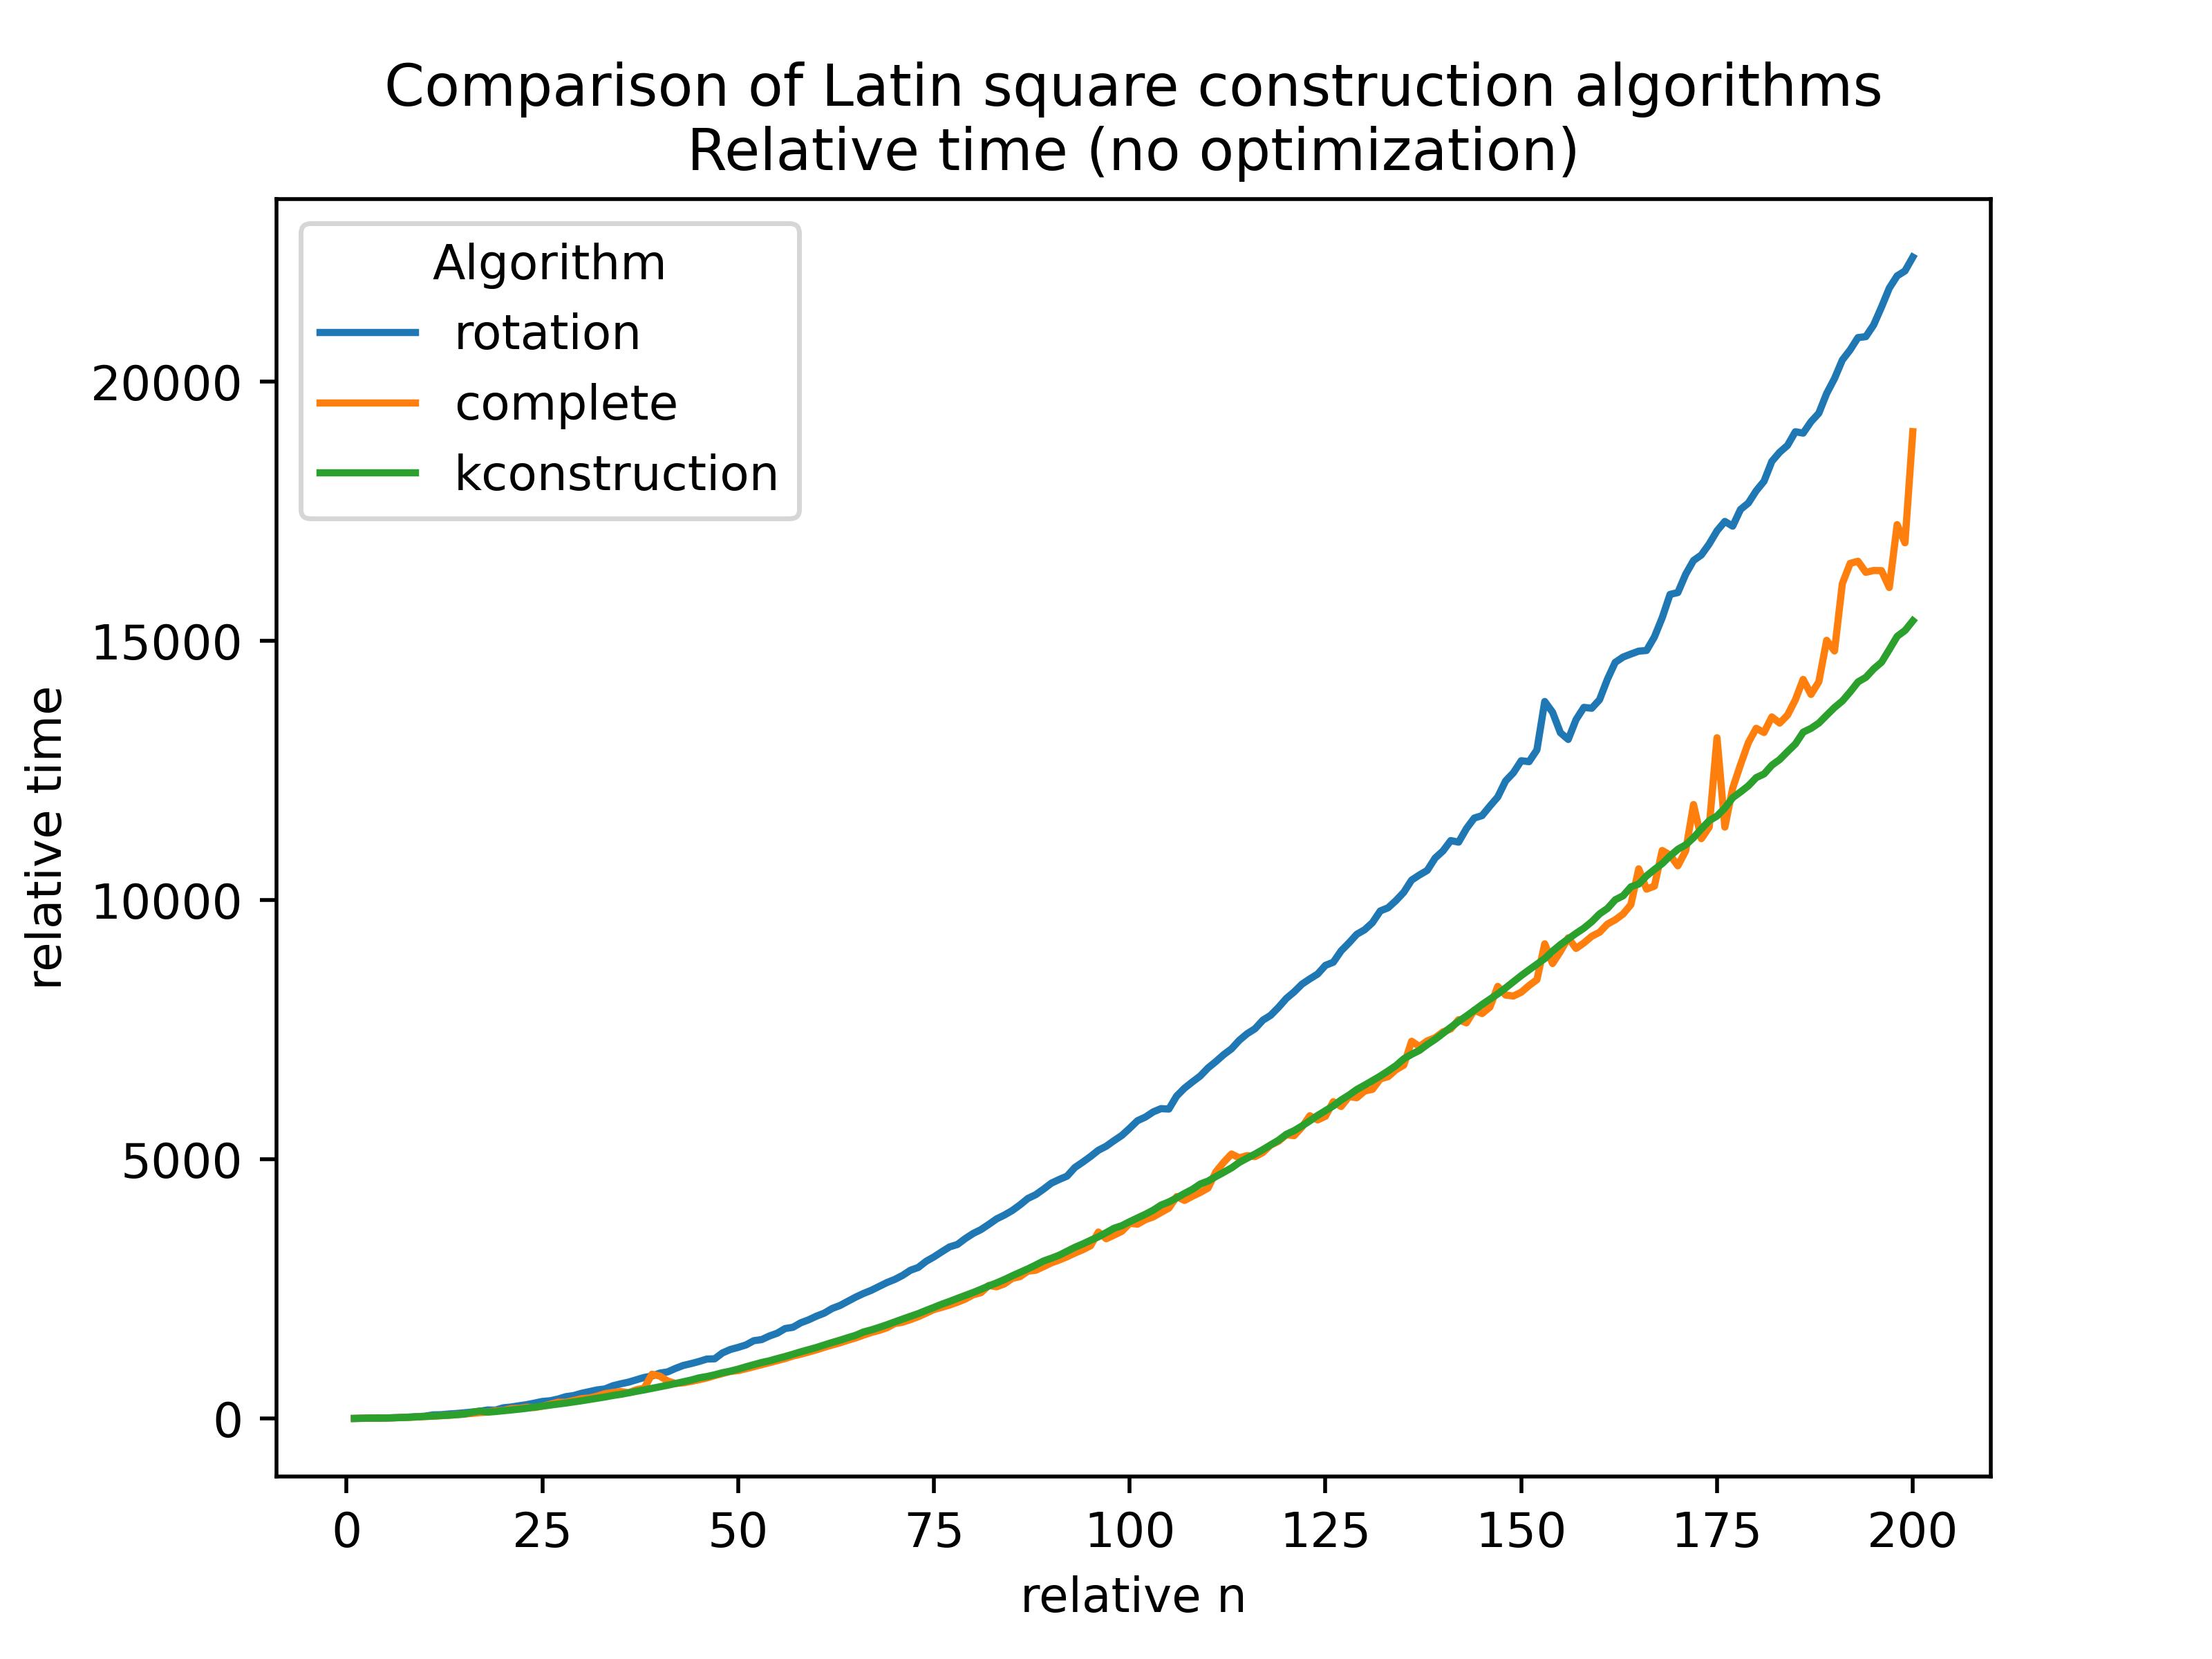 Comparison of Latin square construction algorithms
Relative time (no optimization)
Algorithm
rotation
complete
kconstruction
20000
15000
10000
5000
0
relative time
0 25 50 75 100 125 150 175 200
relative n